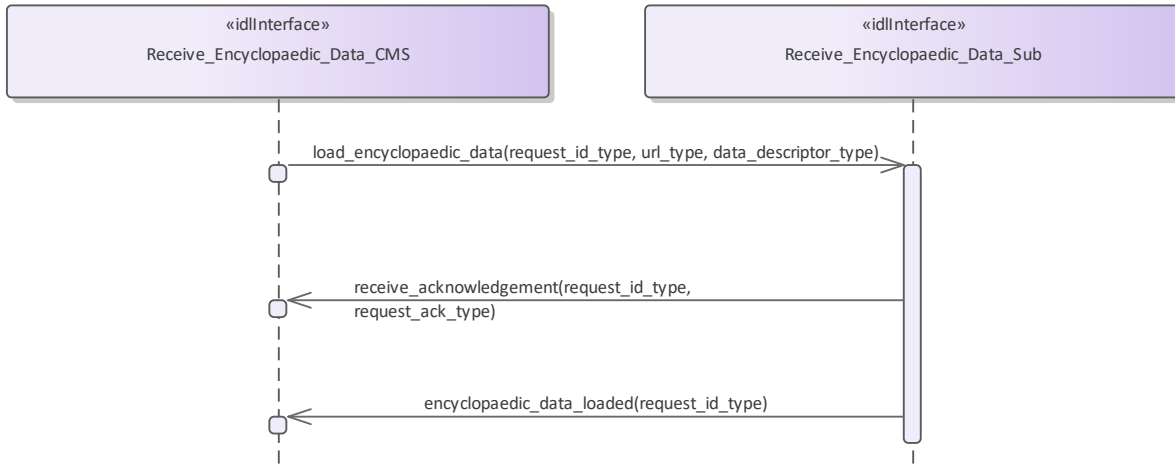 «idlInterface»
Receive_Encyclopaedic_Data_CMS
«idlInterface»
Receive_Encyclopaedic_Data_Sub
load_encyclopaedic_data(request_id_type, url_type, data_descriptor_type)
receive_acknowledgement(request_id_type,
request_ack_type)
encyclopaedic_data_loaded(request_id_type)